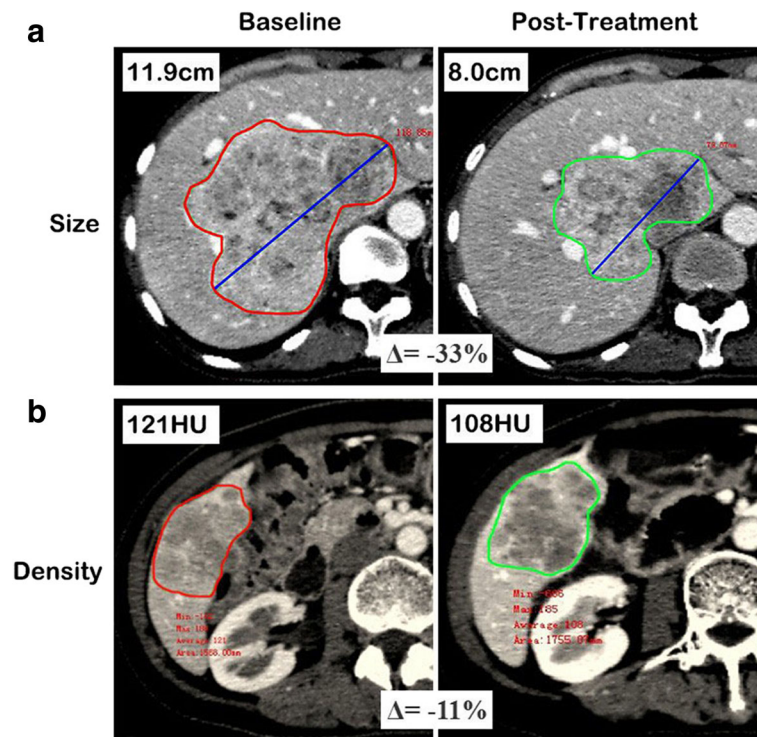 Baseline
Post-Treatment
a
11.9cm
8.0cm
Size
Δ= -33%
b
121HU
108HU
Density
Average 121
Max 185
Average 108
Δ= -11%